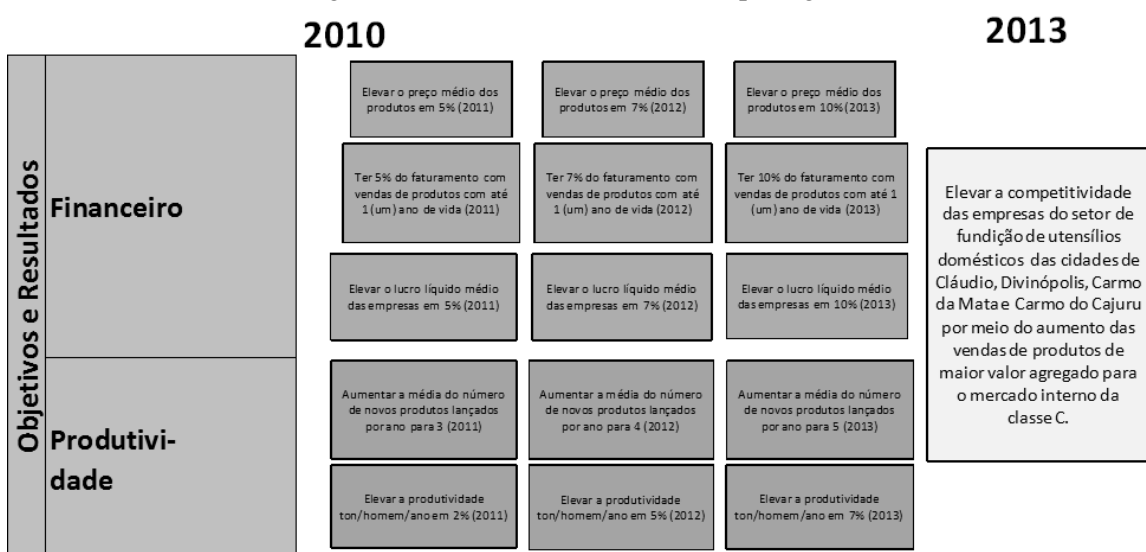 2010
2013
Objetivos e Resultados
Financeiro
Elevar o preço médio dos
produtos em 5% (2011)
Elevar o preço médio dos
produtos em 7% (2012)
Elevar o preço médio dos
produtos em 10% (2013)
Ter 5% do faturamento com
vendas de produtos com até
1 (um) ano de vida (2011)
Ter 7% do faturamento com
vendas de produtos com até
1 (um) ano de vida (2012)
Ter 10% do faturamento com
vendas de produtos com até 1
(um) ano de vida (2013)
Elevar o lucro líquido médio
das empresas em 5% (2011)
Elevar o lucro líquido médio
das empresas em 7% (2012)
Elevar o lucro líquido médio
das empresas em 10% (2013)
Produtivi-
dade
Aumentar a média do número
de novos produtos lançados
por ano para 3 (2011)
Aumentar a média do número
de novos produtos lançados
por ano para 4 (2012)
Aumentar a média do número
de novos produtos lançados
por ano para 5 (2013)
Elevar a produtividade
ton/homem/ano em 2% (2011)
Elevar a produtividade
ton/homem/ano em 5% (2012)
Elevar a produtividade
ton/homem/ano em 7% (2013)
Elevar a competitividade
das empresas do setor de
fundição de utensílios
domésticos das cidades de
Cláudio, Divinópolis, Carmo
da Mata e Carmo do Cajuru
por meio do aumento das
vendas de produtos de
maior valor agregado para
o mercado interno da
classe C.